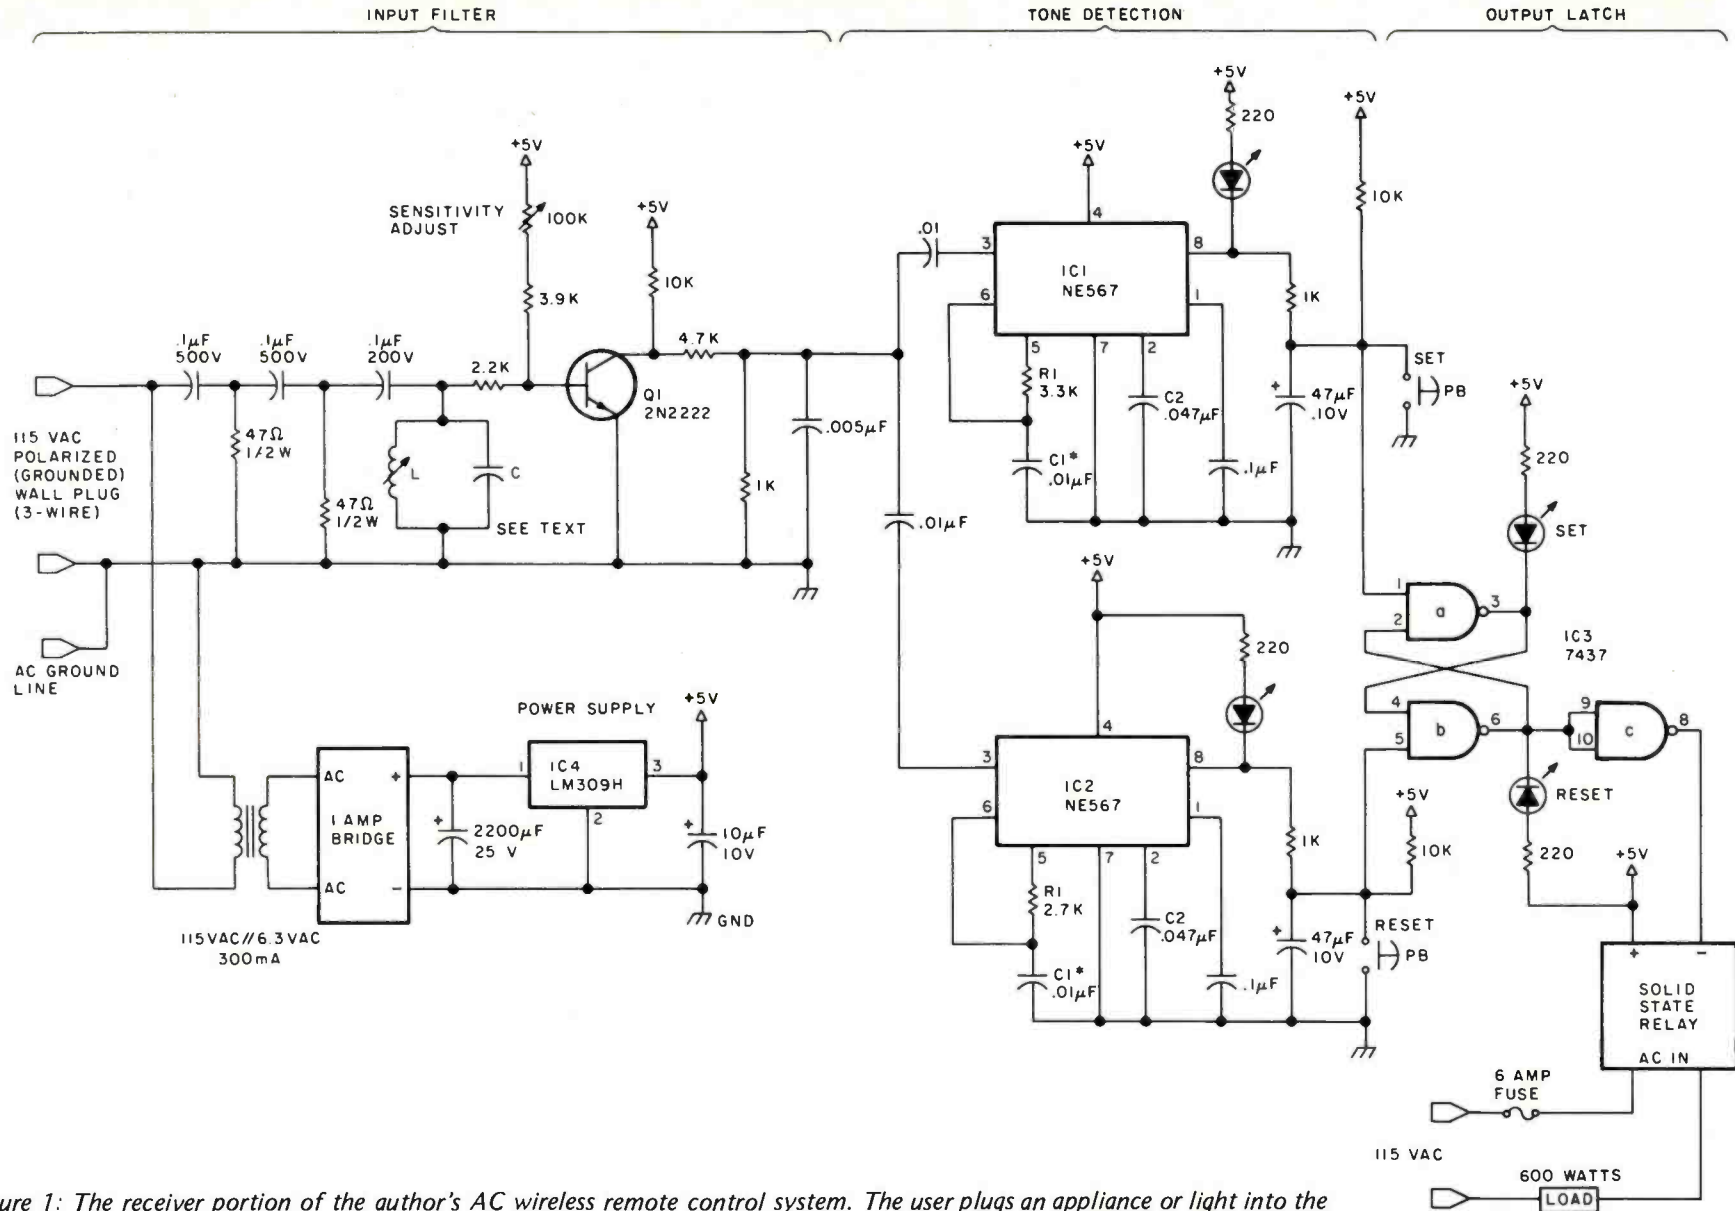 INPUT FILTER
TONE DETECTION
OUTPUT LATCH
+5V
SENSITIVITY
ADJUST
100K
3.9K
+5V
10K
.1µF
500V
.1µF
500V
.1µF
200V
2.2K
4.7K
Q1
2N2222
115 VAC
POLARIZED
(GROUNDED)
WALL PLUG
(3-WIRE)
47Ω
1/2W
47Ω
1/2W
L
C
SEE TEXT
1K
.005µF
AC GROUND
LINE
POWER SUPPLY
+5V
AC
+
1 AMP
BRIDGE
AC
−
1
IC4
LM309H
3
2
+
2200µF
25 V
+
10µF
10V
GND
115VAC//6.3VAC
300mA
+5V
220
+5V
4
.01
3
IC1
NE567
8
6
1
5
7
2
R1
3.3K
C1*
.01µF
C2
.047µF
.1µF
1K
+
47µF
.10V
+5V
10K
SET
PB
.01µF
+5V
220
4
3
IC2
NE567
8
6
1
5
7
2
R1
2.7K
C1*
.01µF
C2
.047µF
.1µF
1K
+
47µF
10V
RESET
PB
+5V
10K
+5V
220
SET
1
2
a
3
IC3
7437
4
5
b
6
9
10
c
8
RESET
220
+5V
+
−
SOLID
STATE
RELAY
AC IN
6 AMP
FUSE
115 VAC
600 WATTS
LOAD
ure 1: The receiver portion of the author's AC wireless remote control system. The user plugs an appliance or light into the